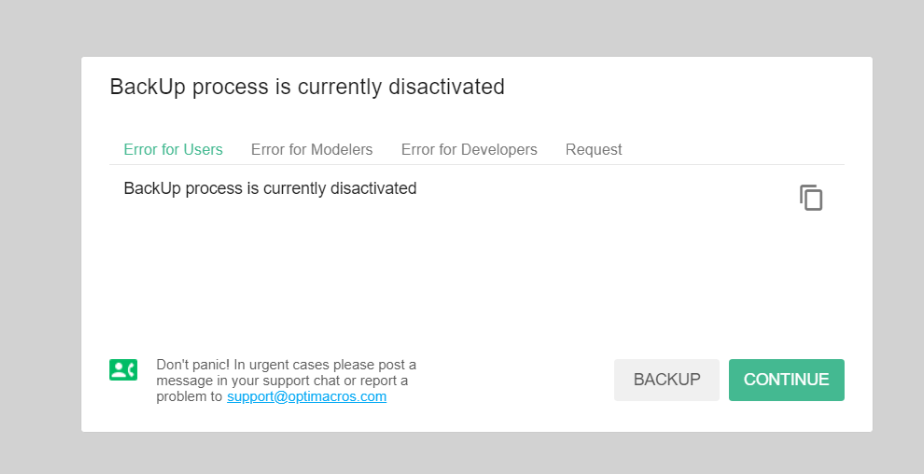 BackUp process is currently disactivated
Error for Users Error for Modelers Error for Developers Request
BackUp process is currently disactivated
Don't panic! In urgent cases please post a
message in your support chat or report a
problem to support@optimacros.com
BACKUP CONTINUE